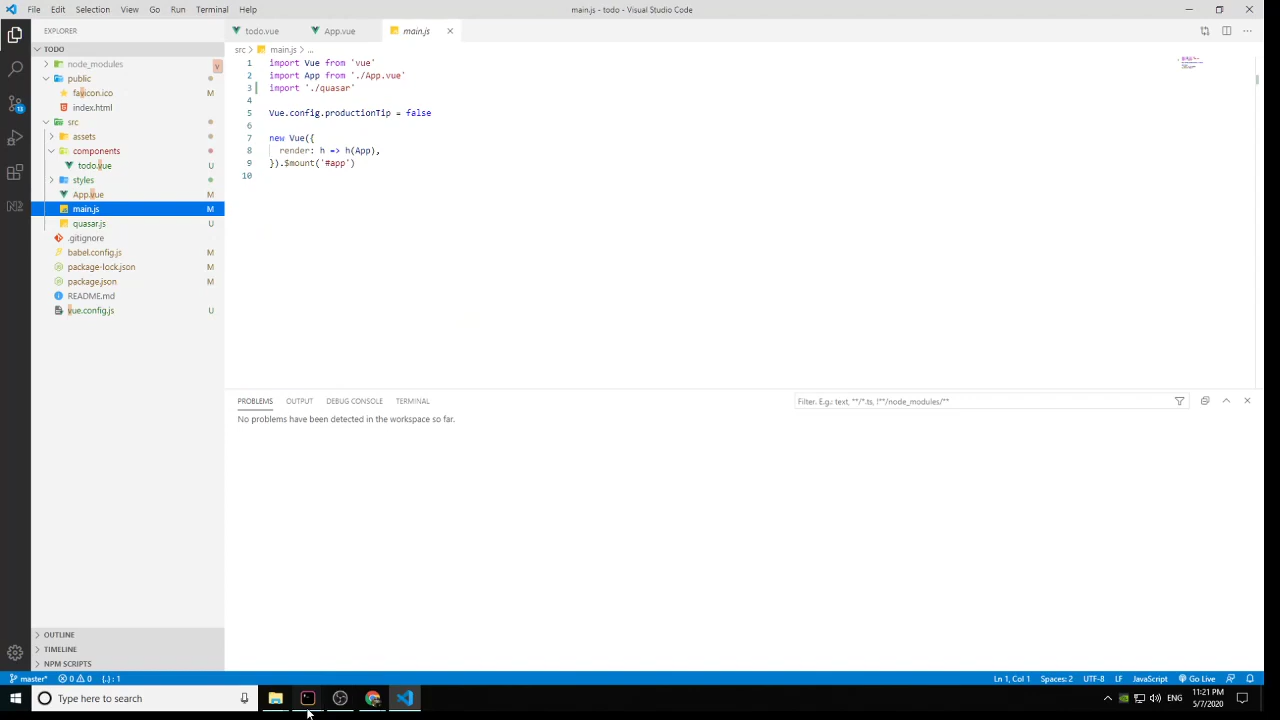 File Edit Selection View Go Run Terminal Help
main.js - todo - Visual Studio Code
EXPLORER
TODO
node_modules
v
public
favicon.ico M
index.html
src
assets
components
todo.vue U
styles
App.vue M
main.js M
quasar.js U
.gitignore
babel.config.js M
package-lock.json M
package.json M
README.md
vue.config.js U
OUTLINE
TIMELINE
NPM SCRIPTS
13
todo.vue App.vue main.js
src > main.js > ...
1 import Vue from 'vue'
2 import App from './App.vue'
3 import './quasar'
4
5 Vue.config.productionTip = false
6
7 new Vue({
8 render: h => h(App),
9 }).$mount('#app')
10
PROBLEMS OUTPUT DEBUG CONSOLE TERMINAL
Filter. E.g.: text, **/*.ts, !**/node_modules/**
No problems have been detected in the workspace so far.
master* 0 0 {..} : 1
Ln 1, Col 1 Spaces: 2 UTF-8 LF JavaScript Go Live
Type here to search
ENG
11:21 PM
5/7/2020